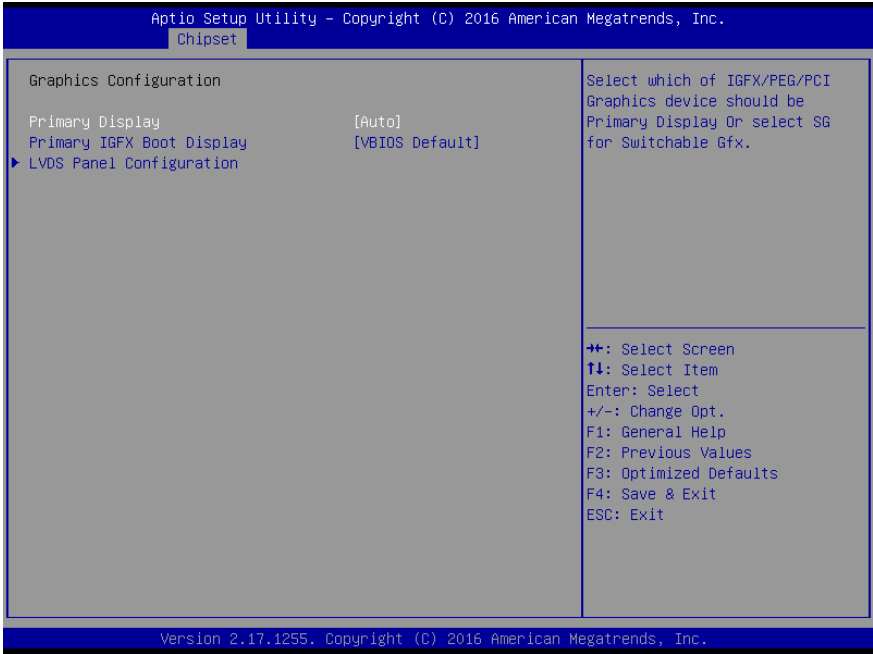 Aptio Setup Utility – Copyright (C) 2016 American Megatrends, Inc.
Chipset
Graphics Configuration
Primary Display [Auto]
Primary IGFX Boot Display [VBIOS Default]
LVDS Panel Configuration
Select which of IGFX/PEG/PCI
Graphics device should be
Primary Display Or select SG
for Switchable Gfx.
→←: Select Screen
↑↓: Select Item
Enter: Select
+/-: Change Opt.
F1: General Help
F2: Previous Values
F3: Optimized Defaults
F4: Save & Exit
ESC: Exit
Version 2.17.1255. Copyright (C) 2016 American Megatrends, Inc.